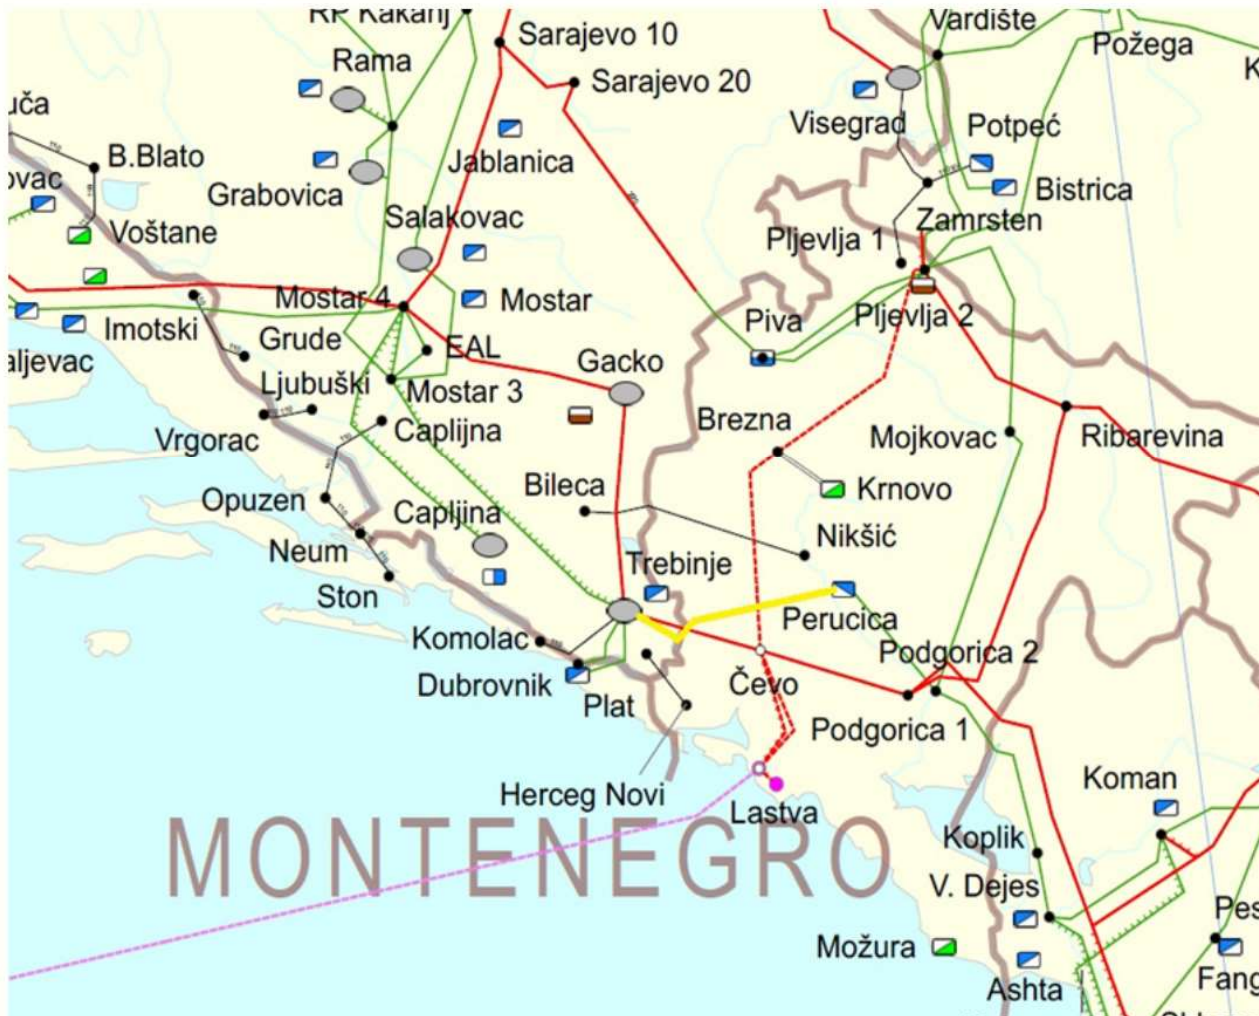 RP Kakanj
Sarajevo 10
Vardište
Požega
K
Rama
Sarajevo 20
uča
Visegrad
Potpeć
B.Blato
Jablanica
ovac
Grabovica
Bistrica
Salakovac
Voštane
Zamrsten
Pljevlja 1
Mostar 4
Mostar
Imotski
Grude
EAL
Piva
Pljevlja 2
aljevac
Gacko
Ljubuški
Mostar 3
Brezna
Vrgorac
Caplijna
Mojkovac
Ribarevina
Bileca
Krnovo
Opuzen
Capljina
Nikšić
Neum
Trebinje
Ston
Perucica
Komolac
Podgorica 2
Dubrovnik
Čevo
Plat
Podgorica 1
Herceg Novi
Koman
Lastva
MONTENEGRO
Koplik
V. Dejes
Pes
Možura
Fang
Ashta